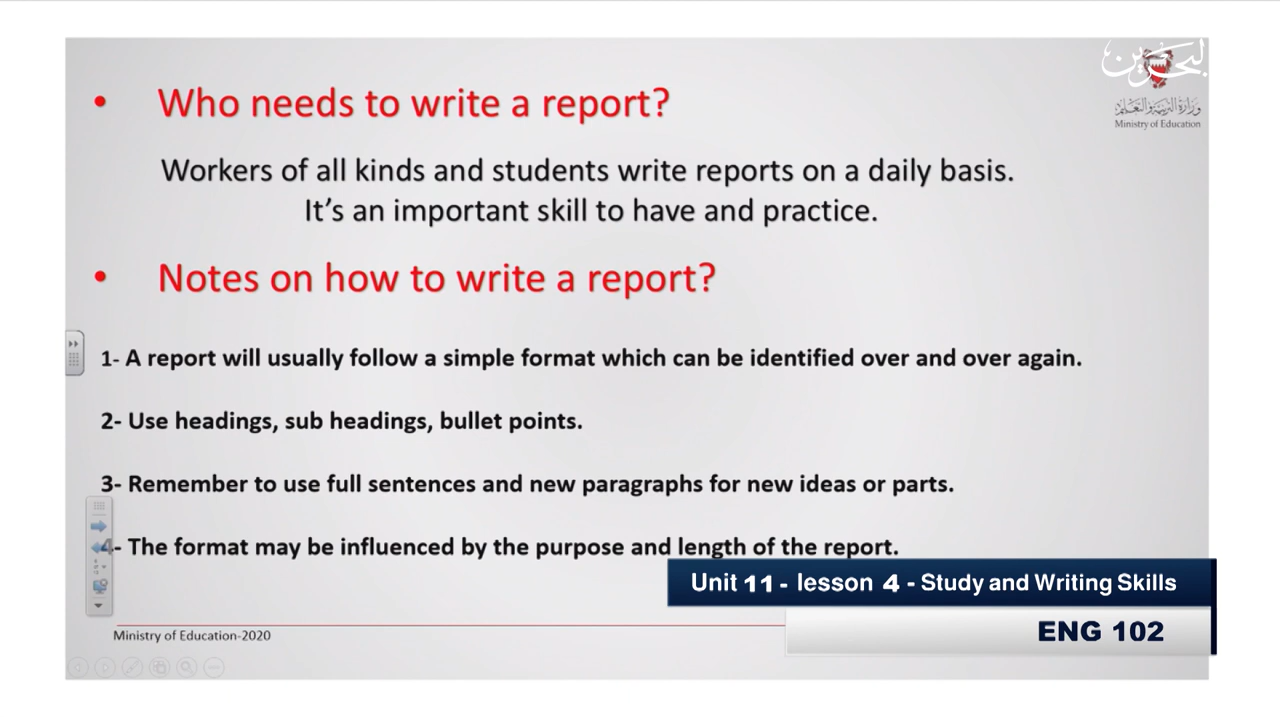 البحرين
وزارة التربية والتعليم
Ministry of Education
• Who needs to write a report?
Workers of all kinds and students write reports on a daily basis.
It's an important skill to have and practice.
• Notes on how to write a report?
1- A report will usually follow a simple format which can be identified over and over again.
2- Use headings, sub headings, bullet points.
3- Remember to use full sentences and new paragraphs for new ideas or parts.
4- The format may be influenced by the purpose and length of the report.
Unit 11 - lesson 4 - Study and Writing Skills
ENG 102
Ministry of Education-2020